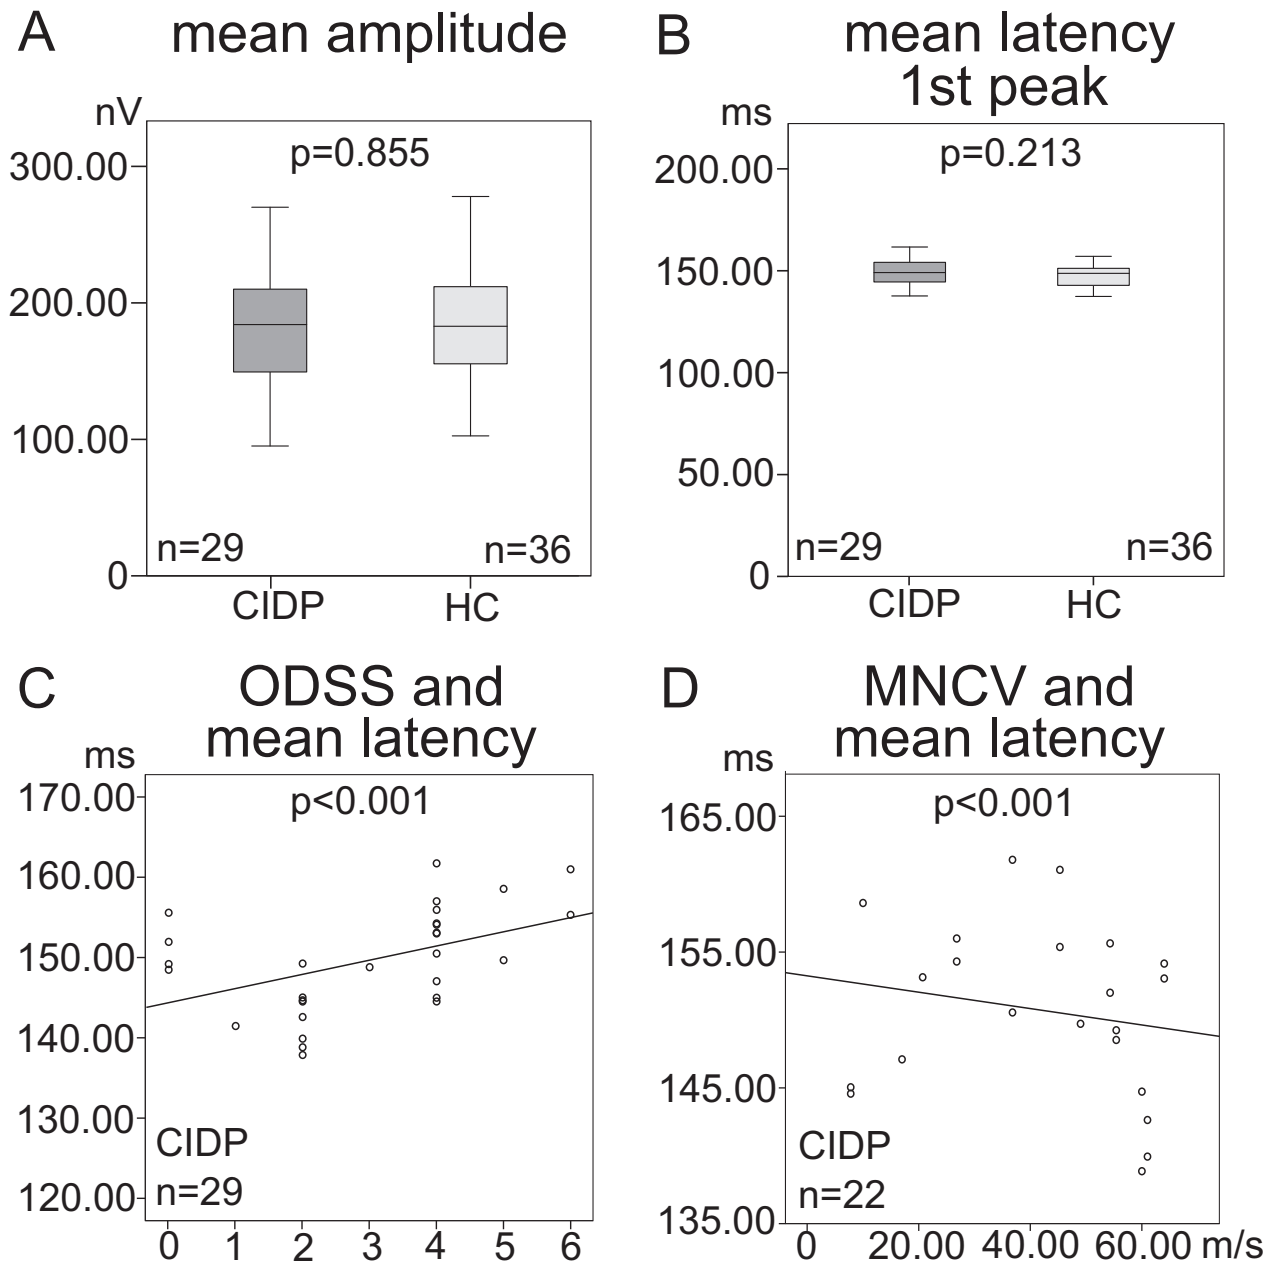 A mean amplitude
nV
p=0.855
300.00
200.00
100.00
0
n=29 n=36
CIDP HC
B mean latency
1st peak
ms
p=0.213
200.00
150.00
100.00
50.00
0
n=29 n=36
CIDP HC
C ODSS and
mean latency
ms
p<0.001
170.00
160.00
150.00
140.00
130.00
120.00
CIDP
n=29
0 1 2 3 4 5 6
D MNCV and
mean latency
ms
p<0.001
165.00
155.00
145.00
135.00
CIDP
n=22
0 20.00 40.00 60.00 m/s